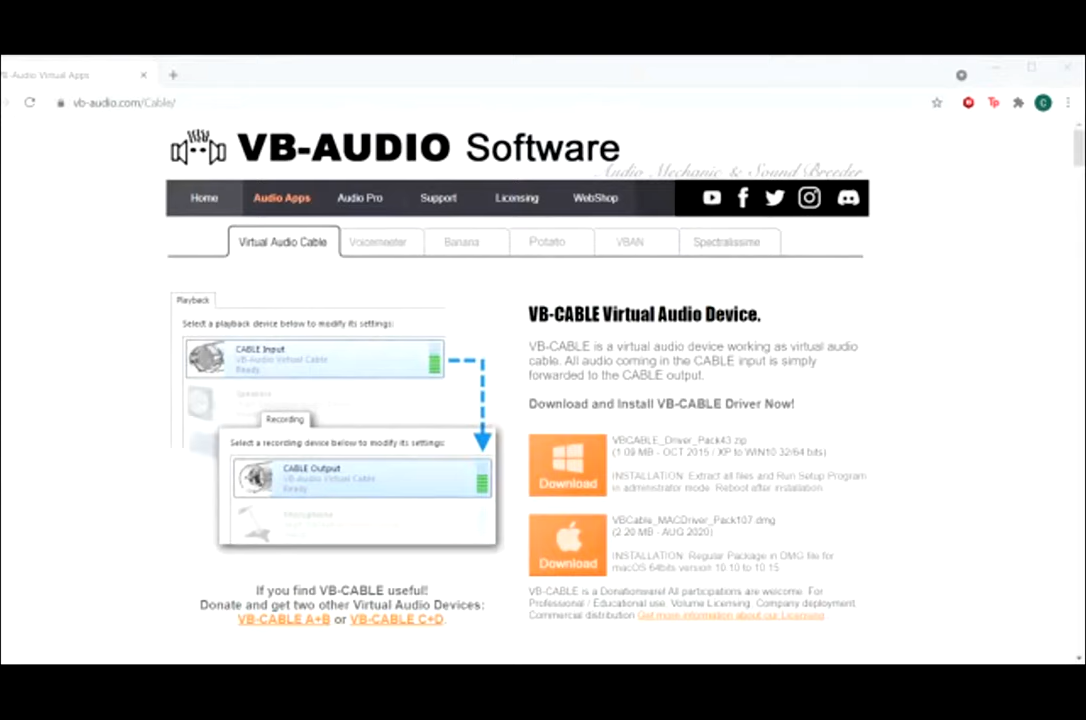 VB-Audio Virtual Apps
vb-audio.com/Cable/
Tp
C
VB-AUDIO Software
Audio Mechanic & Sound Breeder
Home Audio Apps Audio Pro Support Licensing WebShop
Virtual Audio Cable Voicemeeter Banana Potato VBAN Spectralissime
Playback
Select a playback device below to modify its settings:
CABLE Input
VB-Audio Virtual Cable
Ready
Speakers
Recording
Select a recording device below to modify its settings:
CABLE Output
VB-Audio Virtual Cable
Ready
Microphone
If you find VB-CABLE useful!
Donate and get two other Virtual Audio Devices:
VB-CABLE A+B or VB-CABLE C+D.
VB-CABLE Virtual Audio Device.
VB-CABLE is a virtual audio device working as virtual audio
cable. All audio coming in the CABLE input is simply
forwarded to the CABLE output.
Download and Install VB-CABLE Driver Now!
Download
VBCABLE_Driver_Pack43.zip
(1.09 MB - OCT 2015 / XP to WIN10 32/64 bits)
INSTALLATION: Extract all files and Run Setup Program
in administrator mode. Reboot after installation.
Download
VBCable_MACDriver_Pack107.dmg
(2.20 MB - AUG 2020)
INSTALLATION: Regular Package in DMG file for
macOS 64bits version 10.10 to 10.15
VB-CABLE is a Donationware! All participations are welcome. For
Professional / Educational use. Volume Licensing. Company deployment.
Commercial distribution. Get more information about our Licensing.